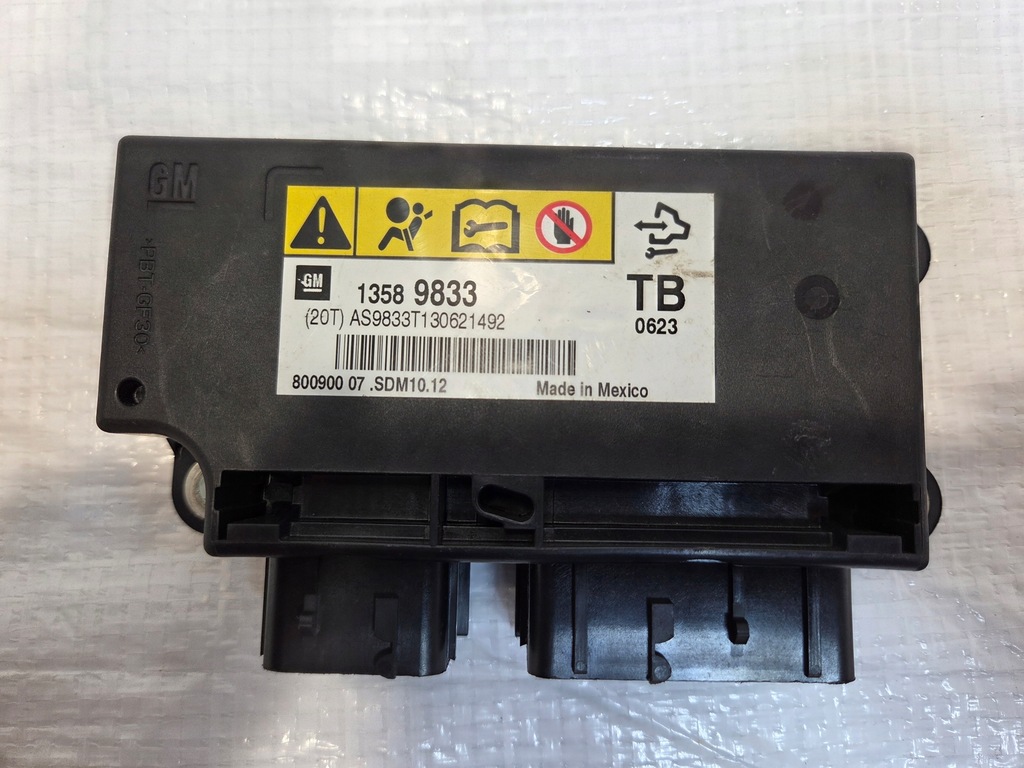 GM
>PBT-GF30<
GM
1358 9833
(20T) AS9833T130621492
TB
0623
800900 07 .SDM10.12
Made in Mexico